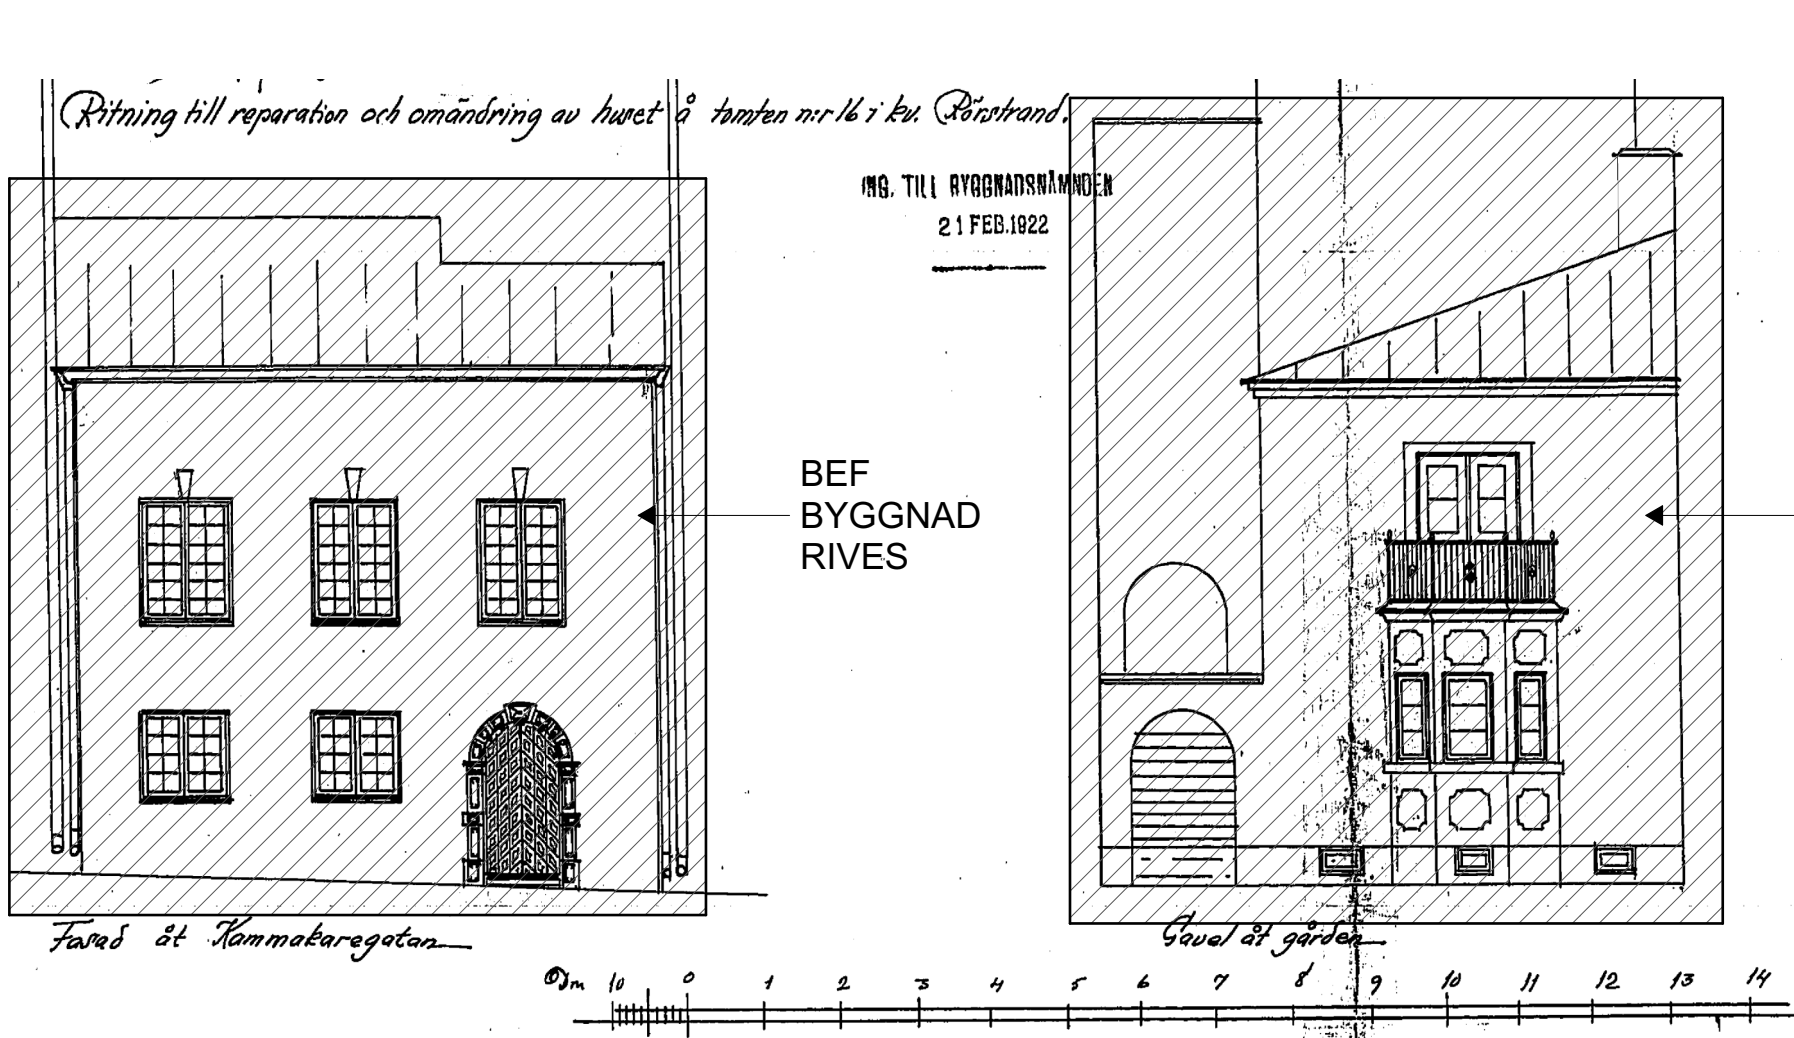 Ritning till reparation och omändring av huset å tomten n:r 16 i kv. Rörstrand.
ING. TILL BYGGNADSNÄMNDEN
21 FEB. 1922
BEF
BYGGNAD
RIVES
Fasad åt Kammakaregatan
Gavel åt gården
Dm 10 0 1 2 3 4 5 6 7 8 9 10 11 12 13 14